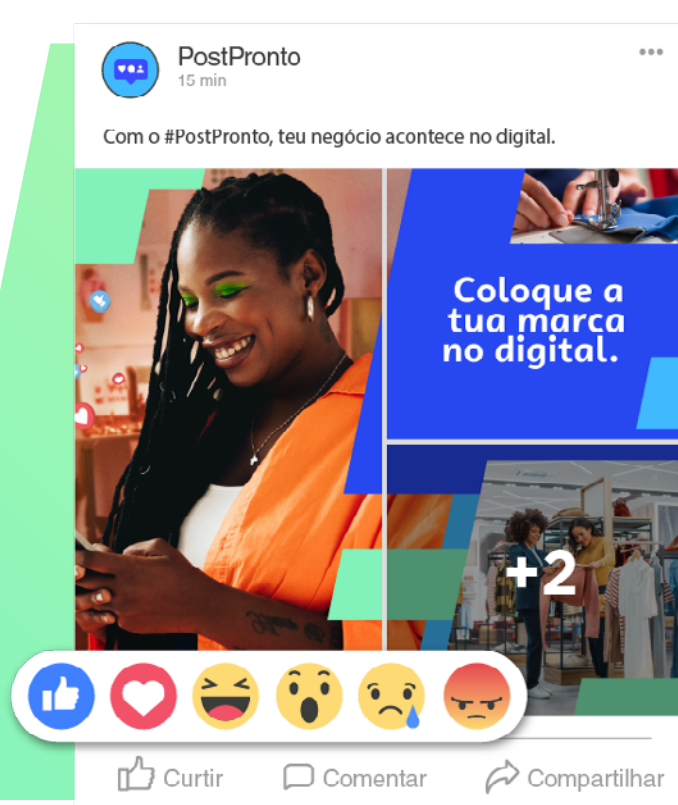 PostPronto
15 min
Com o #PostPronto, teu negócio acontece no digital.
Coloque a
tua marca
no digital.
+2
Curtir
Comentar
Compartilhar